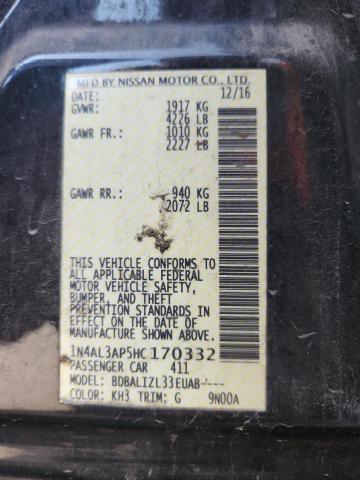 MFD BY NISSAN MOTOR CO., LTD.
DATE: 12/16
GVWR: 1917 KG
4226 LB
GAWR FR.: 1010 KG
2227 LB
GAWR RR.: 940 KG
2072 LB
THIS VEHICLE CONFORMS TO
ALL APPLICABLE FEDERAL
MOTOR VEHICLE SAFETY,
BUMPER, AND THEFT
PREVENTION STANDARDS
IN EFFECT ON THE DATE OF
MANUFACTURE SHOWN ABOVE.
1N4AL3AP5HC170332
PASSENGER CAR 411
MODEL: BDBALIZL33EUAB----
COLOR: KH3 TRIM: G 9N00A